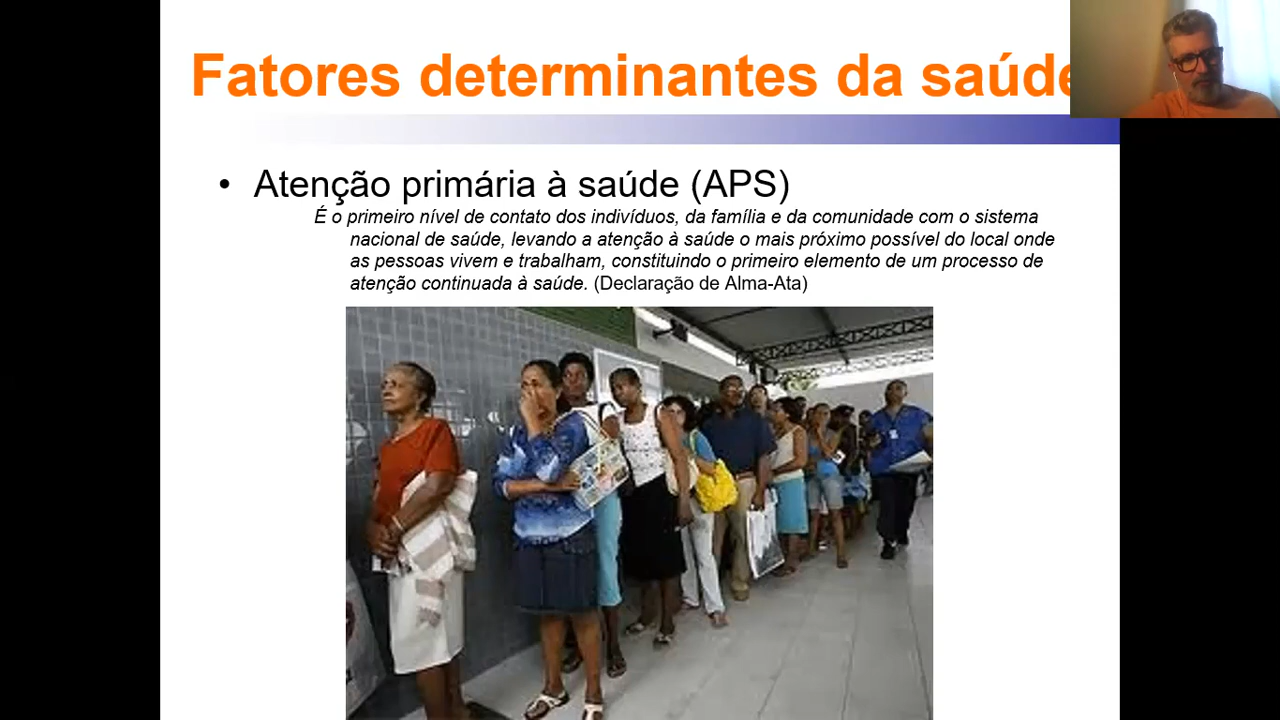 Fatores determinantes da saúde
• Atenção primária à saúde (APS)
É o primeiro nível de contato dos indivíduos, da família e da comunidade com o sistema
nacional de saúde, levando a atenção à saúde o mais próximo possível do local onde
as pessoas vivem e trabalham, constituindo o primeiro elemento de um processo de
atenção continuada à saúde. (Declaração de Alma-Ata)